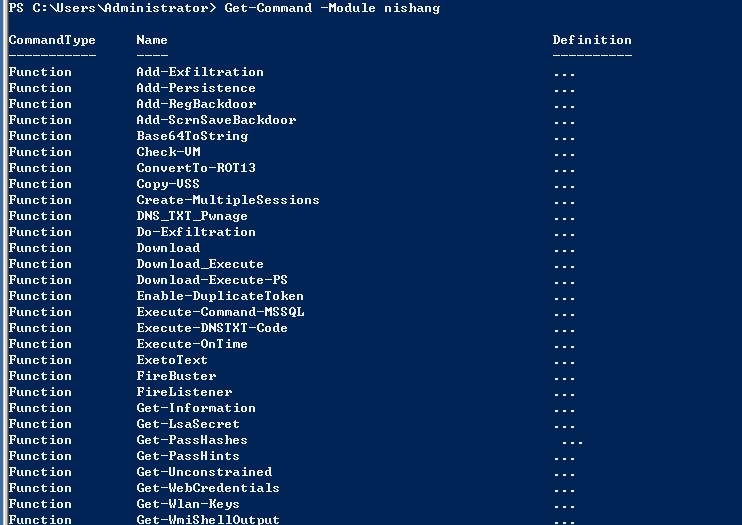 PS C:\Users\Administrator> Get-Command -Module nishang
CommandType Name Definition
----------- ---- ----------
Function Add-Exfiltration ...
Function Add-Persistence ...
Function Add-RegBackdoor ...
Function Add-ScrnSaveBackdoor ...
Function Base64ToString ...
Function Check-VM ...
Function ConvertTo-ROT13 ...
Function Copy-VSS ...
Function Create-MultipleSessions ...
Function DNS_TXT_Pwnage ...
Function Do-Exfiltration ...
Function Download ...
Function Download_Execute ...
Function Download-Execute-PS ...
Function Enable-DuplicateToken ...
Function Execute-Command-MSSQL ...
Function Execute-DNSTXT-Code ...
Function Execute-OnTime ...
Function ExetoText ...
Function FireBuster ...
Function FireListener ...
Function Get-Information ...
Function Get-LsaSecret ...
Function Get-PassHashes ...
Function Get-PassHints ...
Function Get-Unconstrained ...
Function Get-WebCredentials ...
Function Get-Wlan-Keys ...
Function Get-WmiShellOutput ...